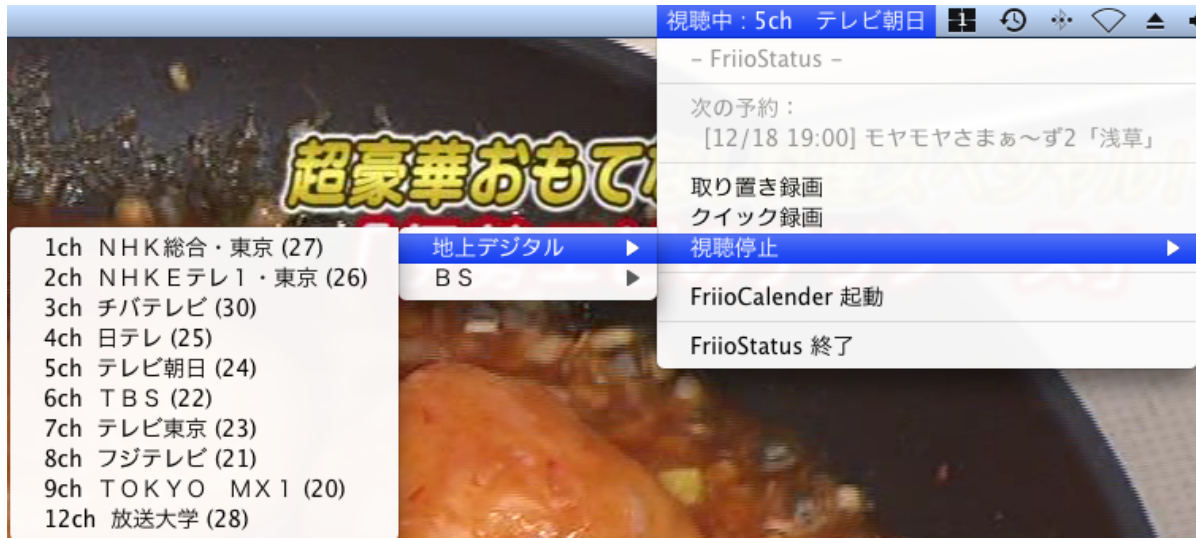 視聴中：5ch　テレビ朝日
– FriioStatus –
次の予約：
[12/18 19:00] モヤモヤさまぁ～ず2「浅草」
取り置き録画
クイック録画
視聴停止
FriioCalender 起動
FriioStatus 終了
地上デジタル
ＢＳ
1ch ＮＨＫ総合・東京 (27)
2ch ＮＨＫＥテレ１・東京 (26)
3ch チバテレビ (30)
4ch 日テレ (25)
5ch テレビ朝日 (24)
6ch ＴＢＳ (22)
7ch テレビ東京 (23)
8ch フジテレビ (21)
9ch ＴＯＫＹＯ　ＭＸ１ (20)
12ch 放送大学 (28)
超豪華おもて